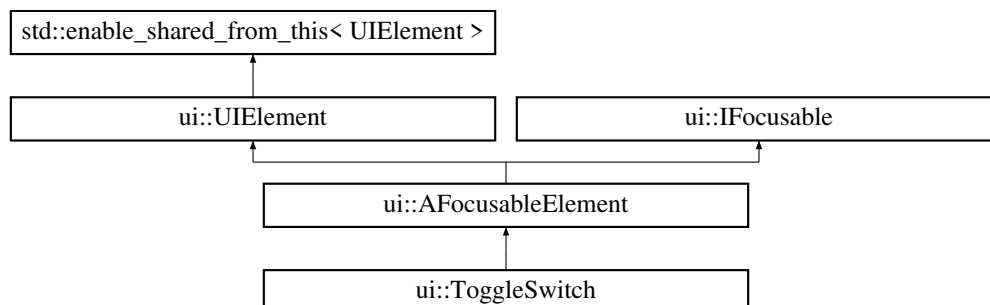 std::enable_shared_from_this< UIElement >
ui::UIElement
ui::IFocusable
ui::AFocusableElement
ui::ToggleSwitch